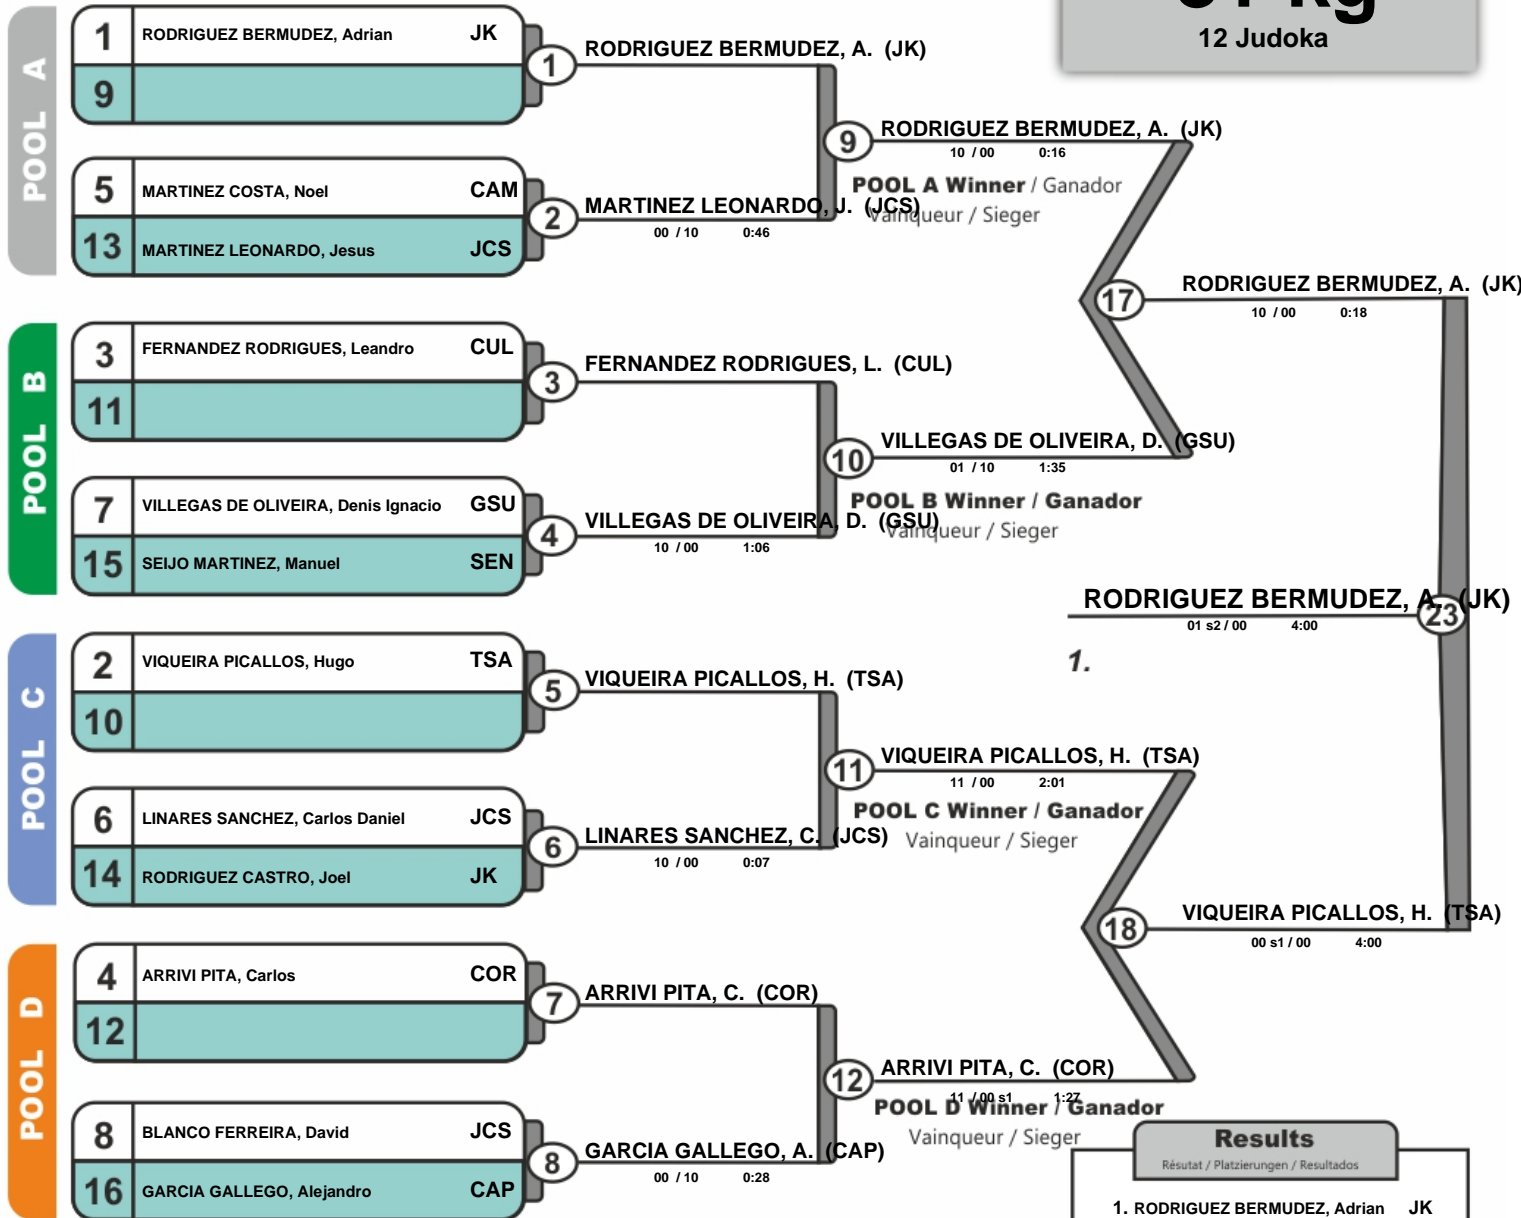 12 Judoka
POOL A
1 RODRIGUEZ BERMUDEZ, Adrian JK
9
5 MARTINEZ COSTA, Noel CAM
13 MARTINEZ LEONARDO, Jesus JCS
1 RODRIGUEZ BERMUDEZ, A. (JK)
2 MARTINEZ LEONARDO, J. (JCS)
00 / 10 0:46
9 RODRIGUEZ BERMUDEZ, A. (JK)
10 / 00 0:16
POOL A Winner / Ganador
Vainqueur / Sieger
POOL B
3 FERNANDEZ RODRIGUES, Leandro CUL
11
7 VILLEGAS DE OLIVEIRA, Denis Ignacio GSU
15 SEIJO MARTINEZ, Manuel SEN
3 FERNANDEZ RODRIGUES, L. (CUL)
4 VILLEGAS DE OLIVEIRA, D. (GSU)
10 / 00 1:06
10 VILLEGAS DE OLIVEIRA, D. (GSU)
01 / 10 1:35
POOL B Winner / Ganador
Vainqueur / Sieger
17 RODRIGUEZ BERMUDEZ, A. (JK)
10 / 00 0:18
POOL C
2 VIQUEIRA PICALLOS, Hugo TSA
10
6 LINARES SANCHEZ, Carlos Daniel JCS
14 RODRIGUEZ CASTRO, Joel JK
5 VIQUEIRA PICALLOS, H. (TSA)
6 LINARES SANCHEZ, C. (JCS)
10 / 00 0:07
11 VIQUEIRA PICALLOS, H. (TSA)
11 / 00 2:01
POOL C Winner / Ganador
Vainqueur / Sieger
POOL D
4 ARRIVI PITA, Carlos COR
12
8 BLANCO FERREIRA, David JCS
16 GARCIA GALLEGO, Alejandro CAP
7 ARRIVI PITA, C. (COR)
8 GARCIA GALLEGO, A. (CAP)
00 / 10 0:28
12 ARRIVI PITA, C. (COR)
11 / 00 s1 1:27
POOL D Winner / Ganador
Vainqueur / Sieger
18 VIQUEIRA PICALLOS, H. (TSA)
00 s1 / 00 4:00
RODRIGUEZ BERMUDEZ, A. (JK) 23
01 s2 / 00 4:00
1.
Results
Résutat / Platzierungen / Resultados
1. RODRIGUEZ BERMUDEZ, Adrian JK